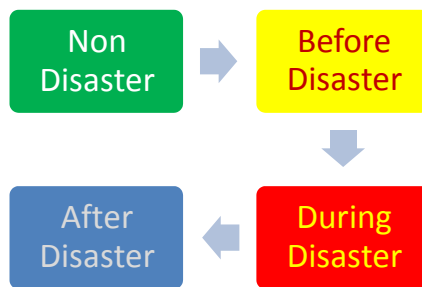 Non
Disaster
Before
Disaster
After
Disaster
During
Disaster